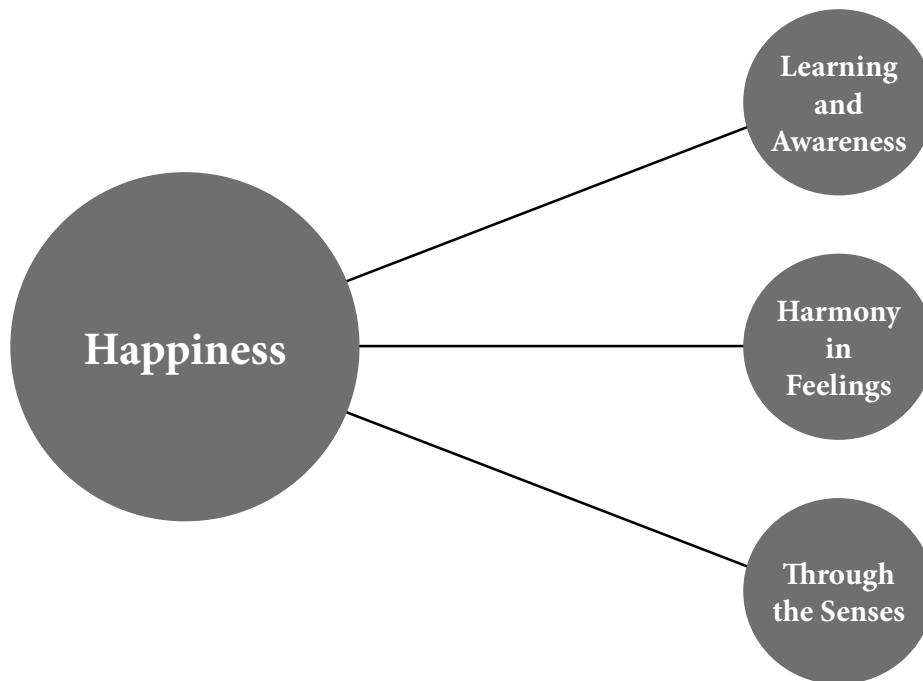 Happiness
Learning
and
Awareness
Harmony
in
Feelings
Through
the Senses